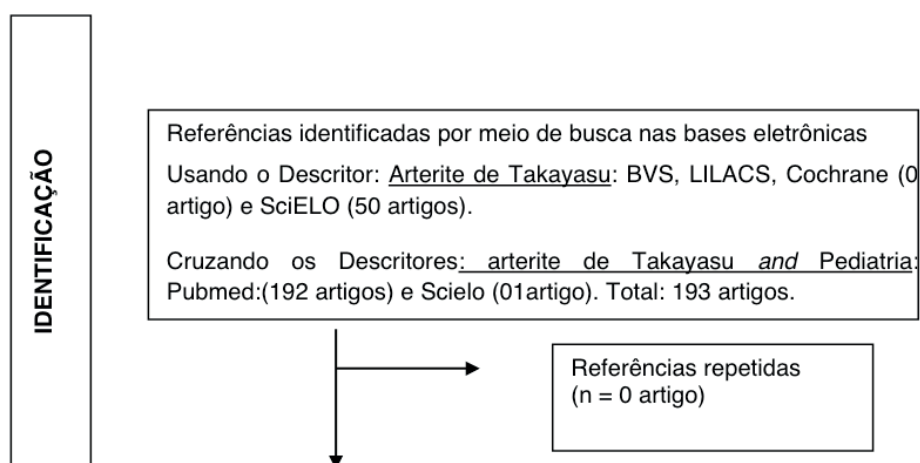 IDENTIFICAÇÃO
Referências identificadas por meio de busca nas bases eletrônicas
Usando o Descritor: Arterite de Takayasu: BVS, LILACS, Cochrane (0
artigo) e SciELO (50 artigos).
Cruzando os Descritores: arterite de Takayasu and Pediatria:
Pubmed:(192 artigos) e Scielo (01artigo). Total: 193 artigos.
Referências repetidas
(n = 0 artigo)